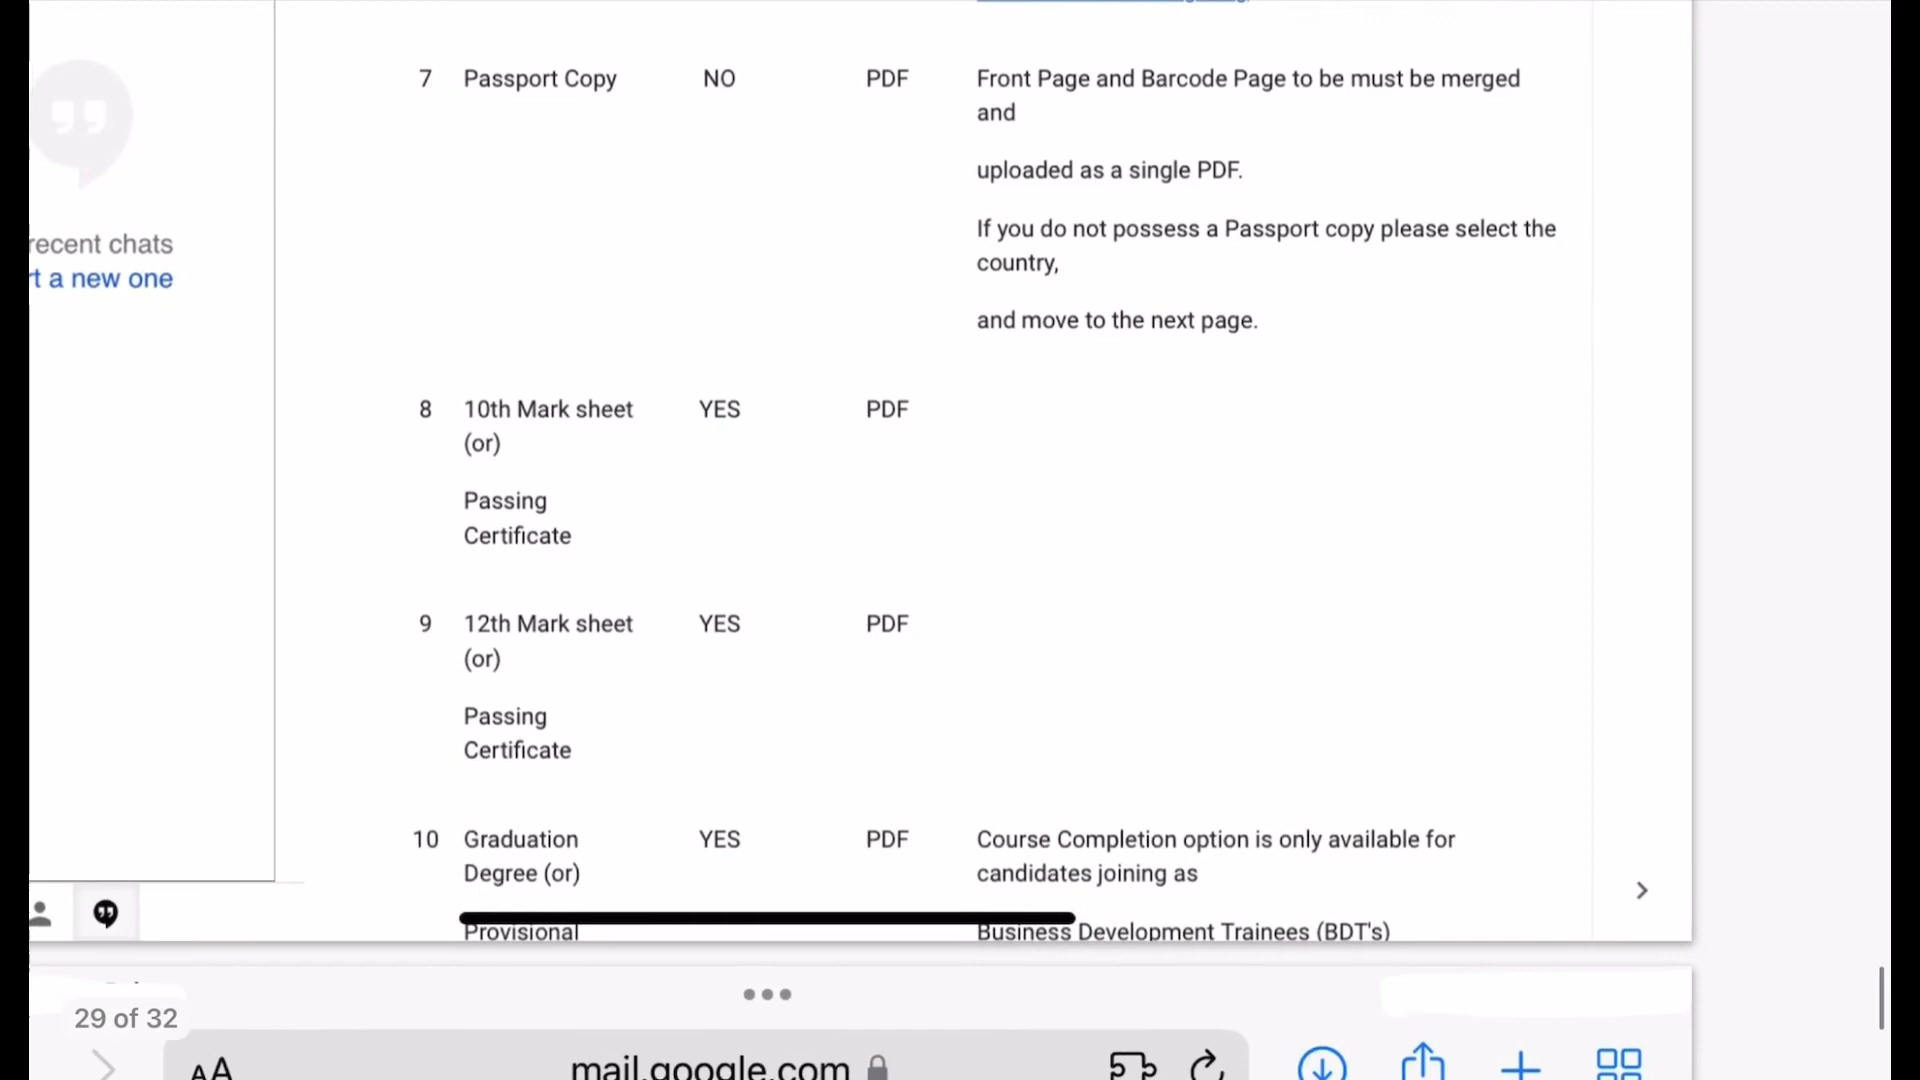 recent chats
rt a new one
7 Passport Copy NO PDF Front Page and Barcode Page to be must be merged
and
uploaded as a single PDF.
If you do not possess a Passport copy please select the
country,
and move to the next page.
8 10th Mark sheet YES PDF
(or)
Passing
Certificate
9 12th Mark sheet YES PDF
(or)
Passing
Certificate
10 Graduation YES PDF Course Completion option is only available for
Degree (or) candidates joining as
Provisional Business Development Trainees (BDT's)
29 of 32
AA mail.google.com